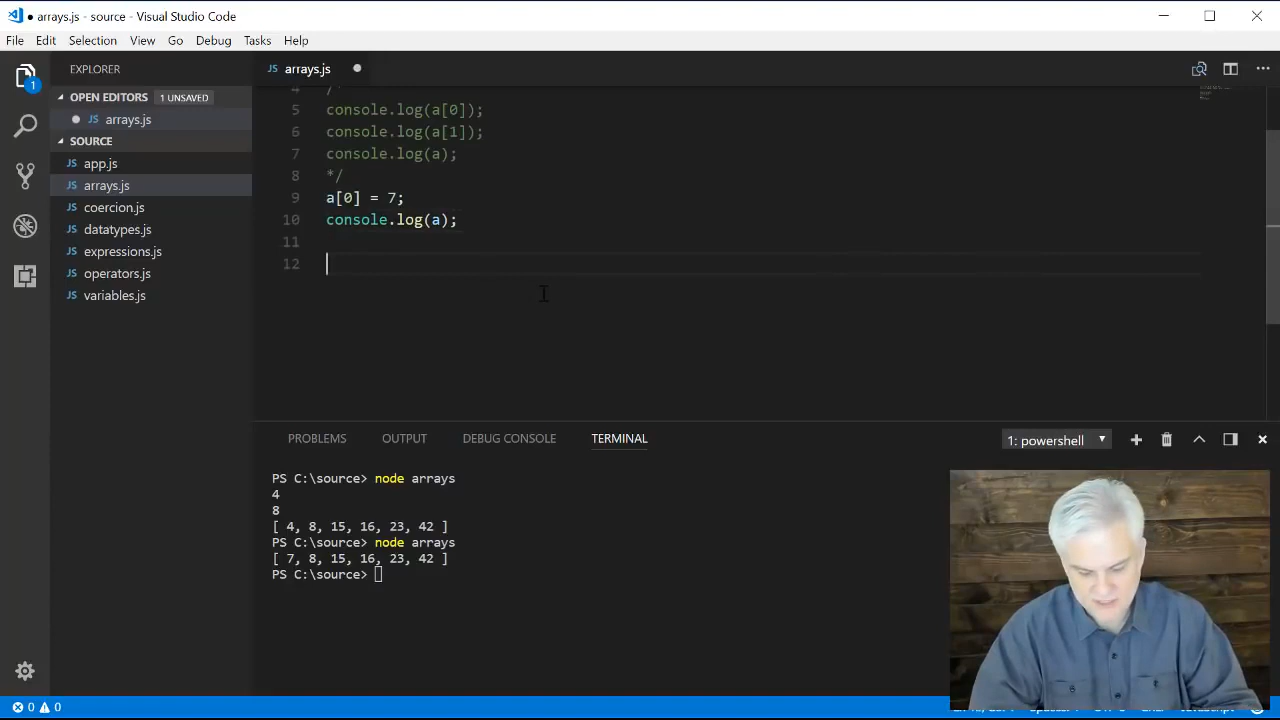 arrays.js - source - Visual Studio Code
File Edit Selection View Go Debug Tasks Help
EXPLORER
arrays.js
OPEN EDITORS 1 UNSAVED
arrays.js
SOURCE
app.js
arrays.js
coercion.js
datatypes.js
expressions.js
operators.js
variables.js
1
JS
4
5 console.log(a[0]);
6 console.log(a[1]);
7 console.log(a);
8 */
9 a[0] = 7;
10 console.log(a);
11
12
PROBLEMS OUTPUT DEBUG CONSOLE TERMINAL
1: powershell
PS C:\source> node arrays
4
8
[ 4, 8, 15, 16, 23, 42 ]
PS C:\source> node arrays
[ 7, 8, 15, 16, 23, 42 ]
PS C:\source>
0 0